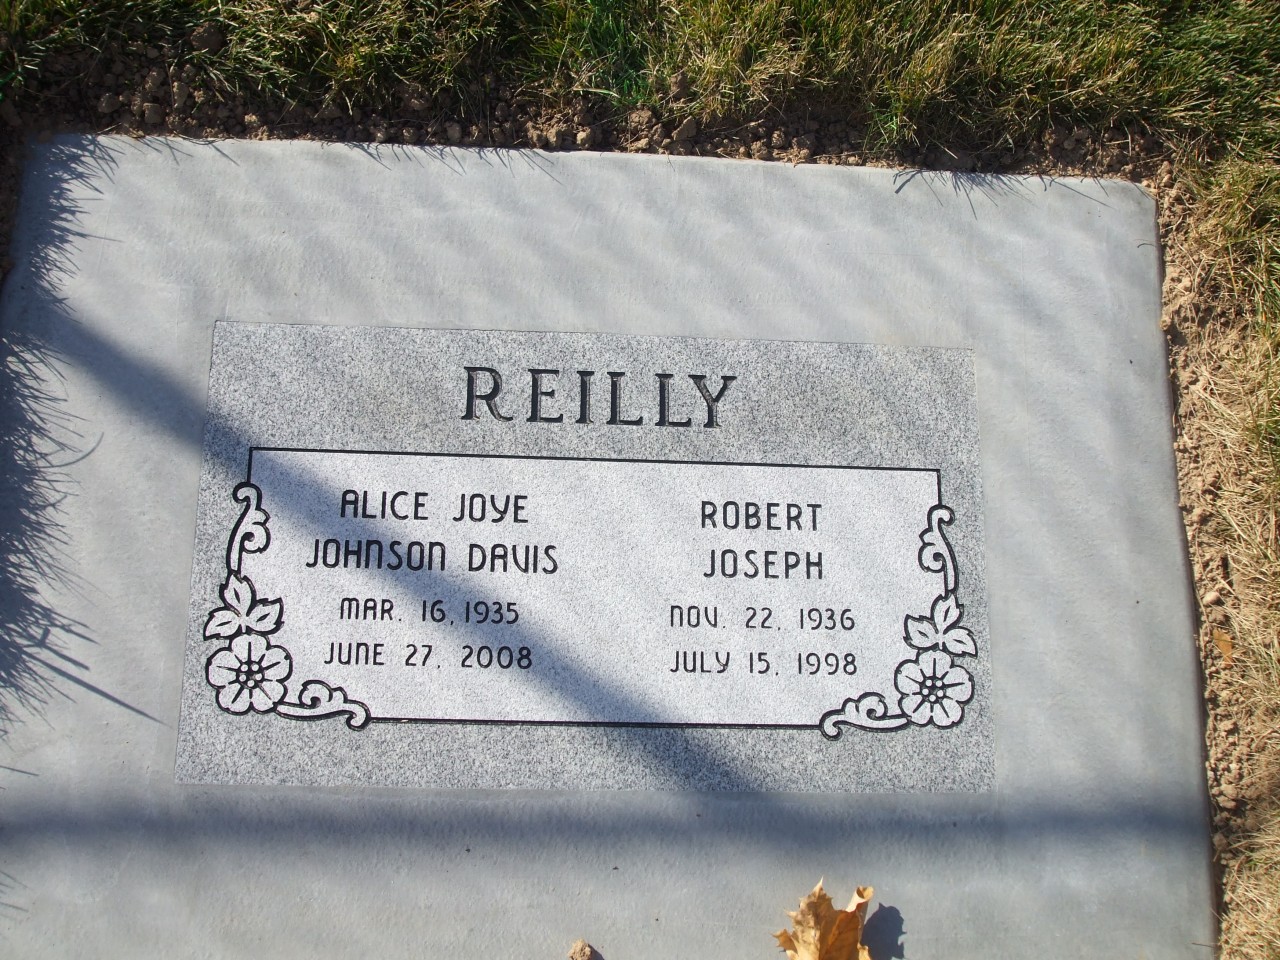 REILLY
ALICE JOYE
JOHNSON DAVIS
MAR. 16, 1935
JUNE 27, 2008
ROBERT
JOSEPH
NOV. 22, 1936
JULY 15, 1998